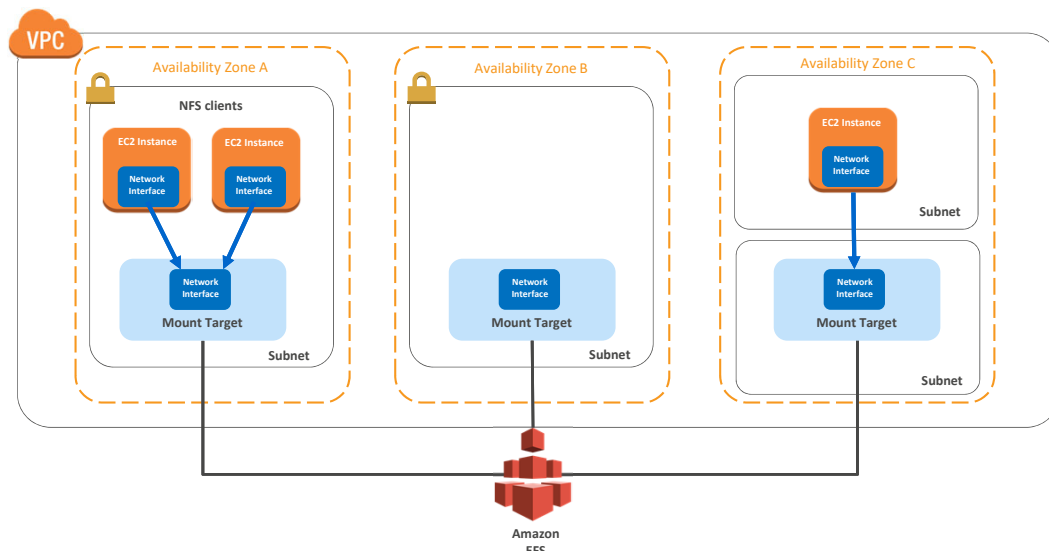 VPC
Availability Zone A
NFS clients
EC2 Instance
Network
Interface
EC2 Instance
Network
Interface
Network
Interface
Mount Target
Subnet
Availability Zone B
Network
Interface
Mount Target
Subnet
Availability Zone C
EC2 Instance
Network
Interface
Subnet
Network
Interface
Mount Target
Subnet
Amazon
EFS